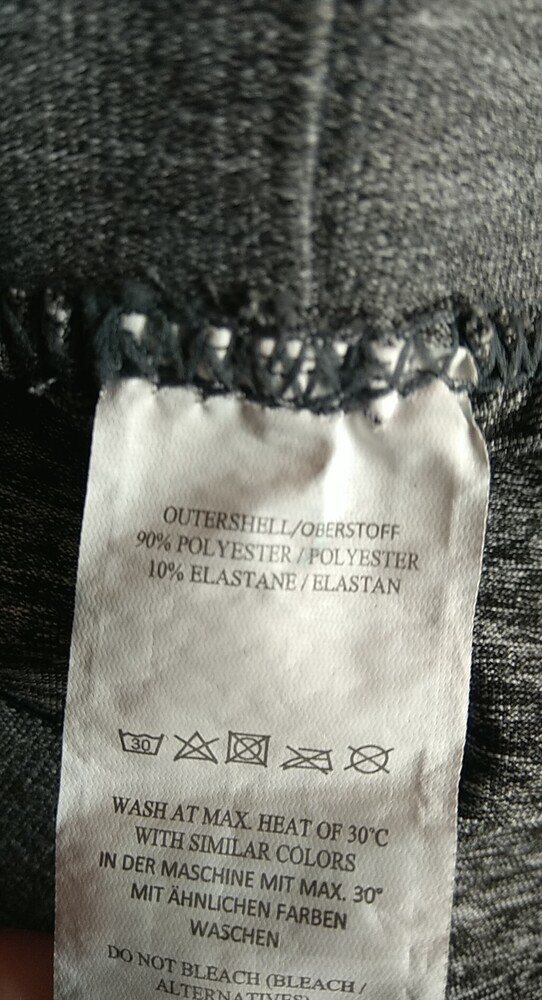 OUTERSHELL/OBERSTOFF
90% POLYESTER / POLYESTER
10% ELASTANE / ELASTAN
30
WASH AT MAX. HEAT OF 30°C
WITH SIMILAR COLORS
IN DER MASCHINE MIT MAX. 30°
MIT ÄHNLICHEN FARBEN
WASCHEN
DO NOT BLEACH (BLEACH /
ALTERNATIVES)